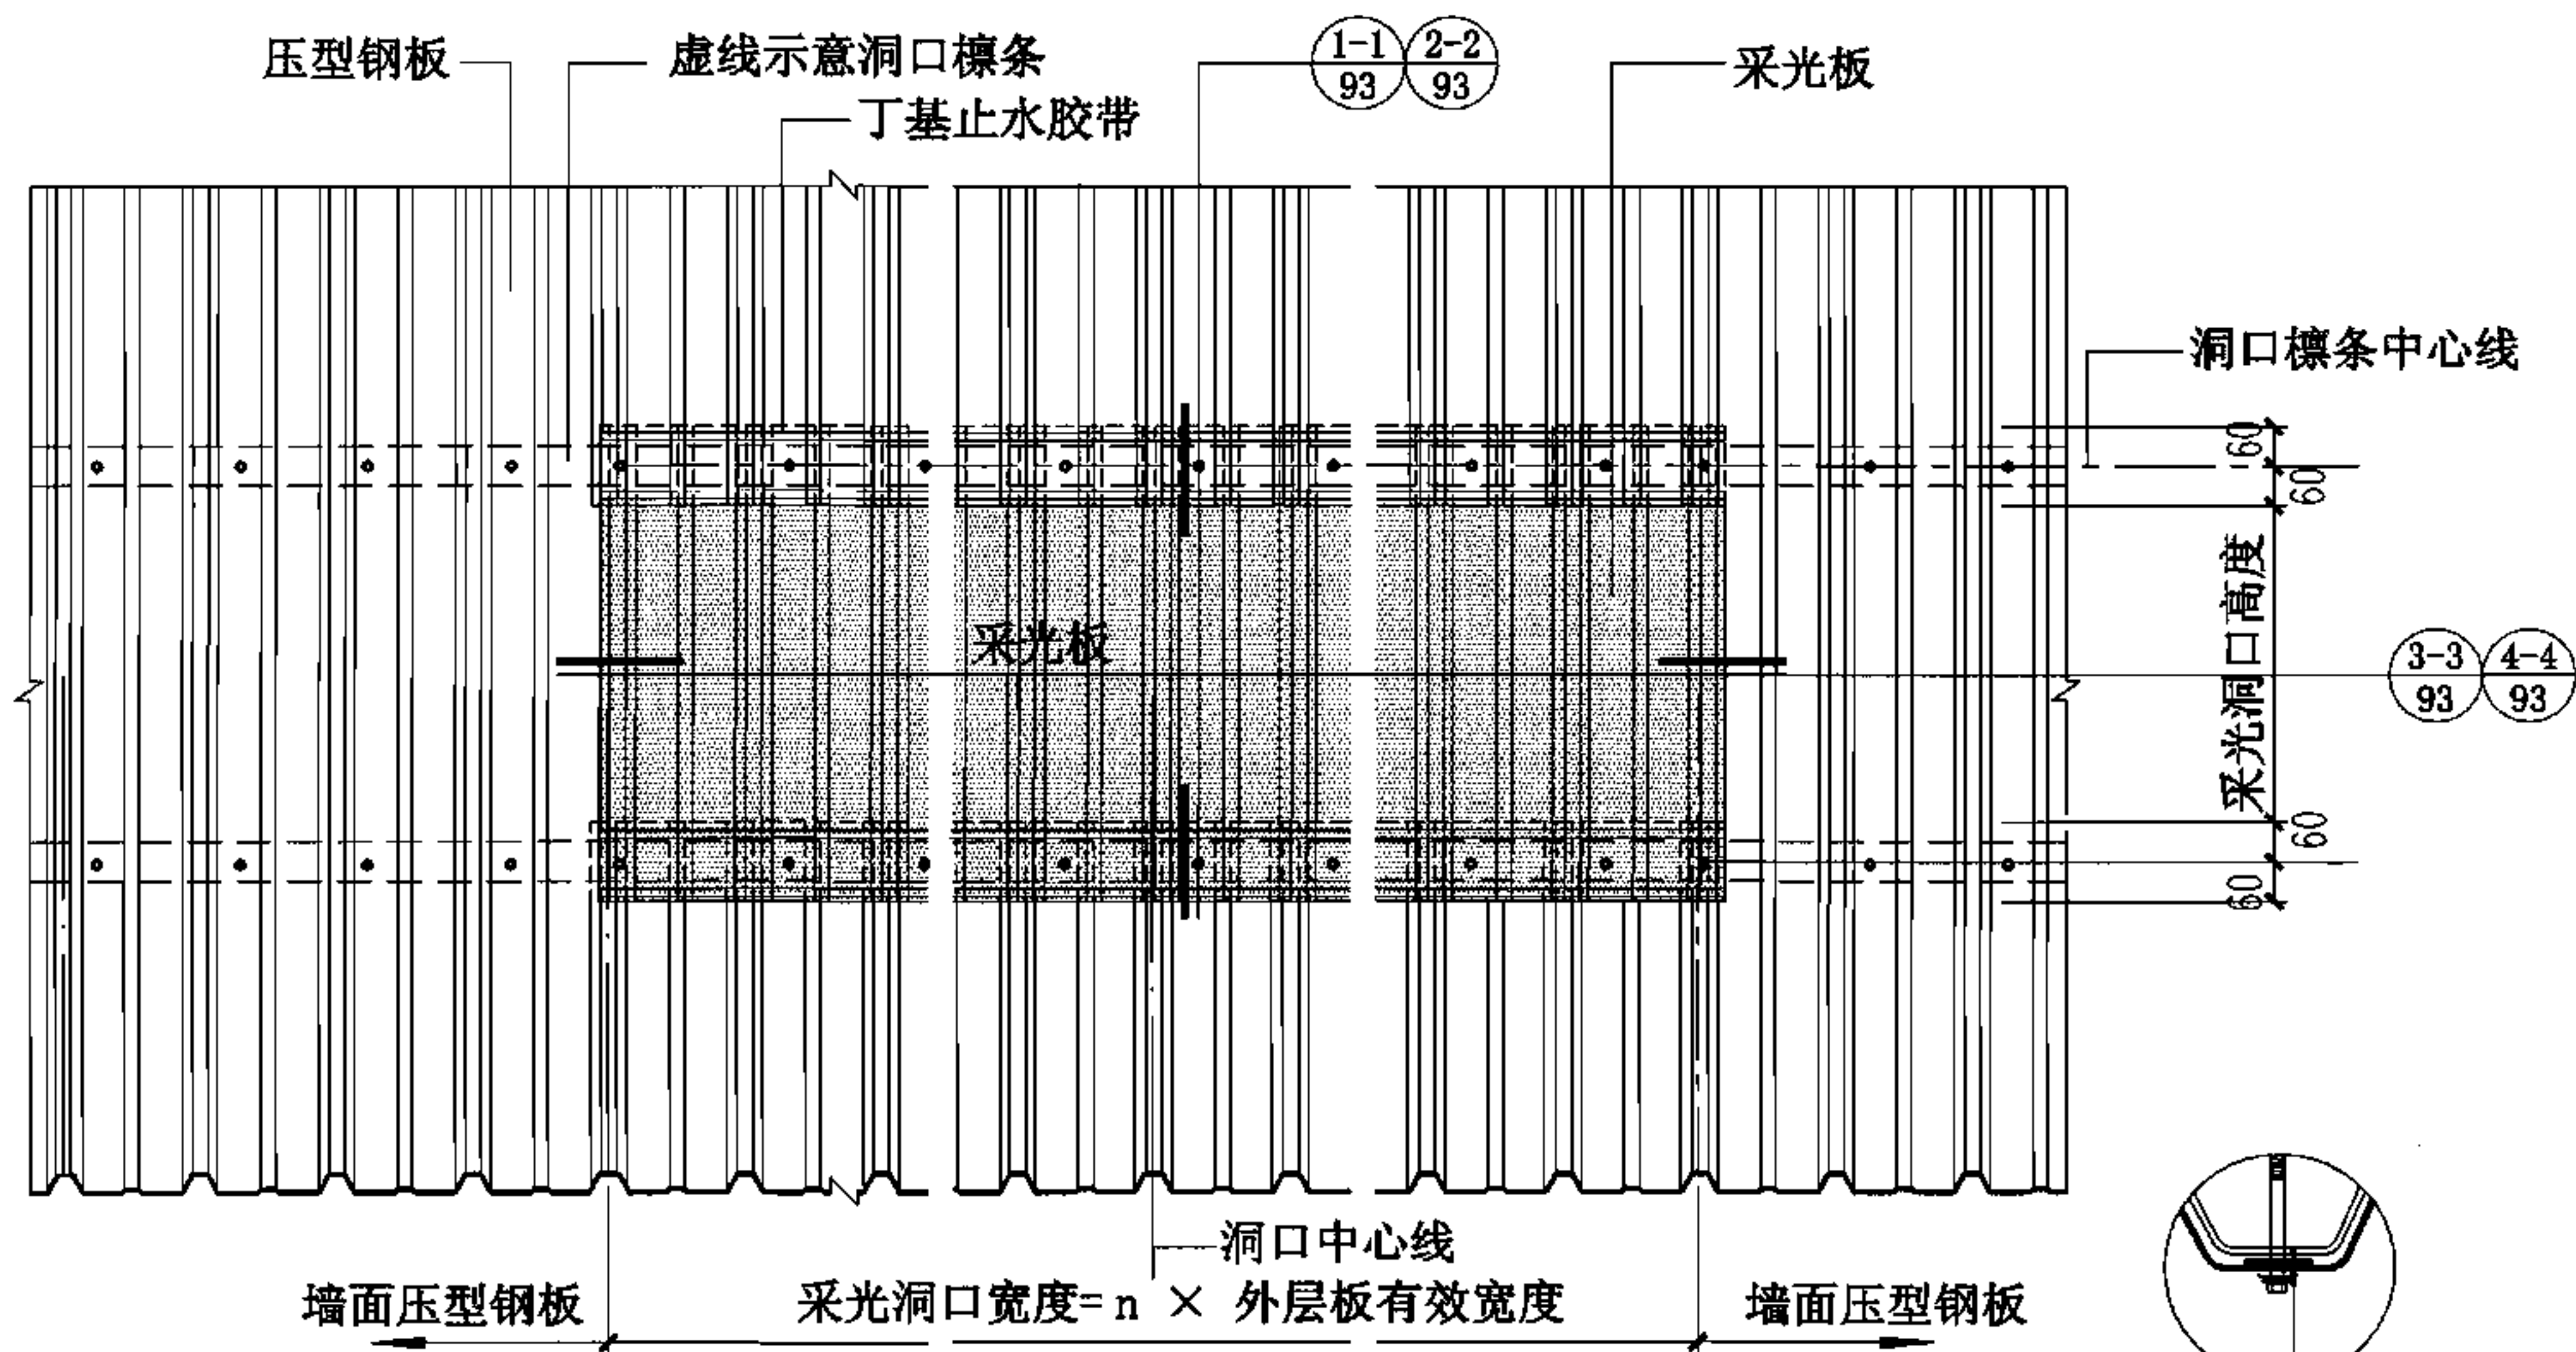 压型钢板
虚线示意洞口檩条
丁基止水胶带
1-1
93
2-2
93
采光板
洞口檩条中心线
60
60
采光洞口高度
采光板
3-3
93
4-4
93
60
60
洞口中心线
墙面压型钢板
采光洞口宽度=n × 外层板有效宽度
墙面压型钢板